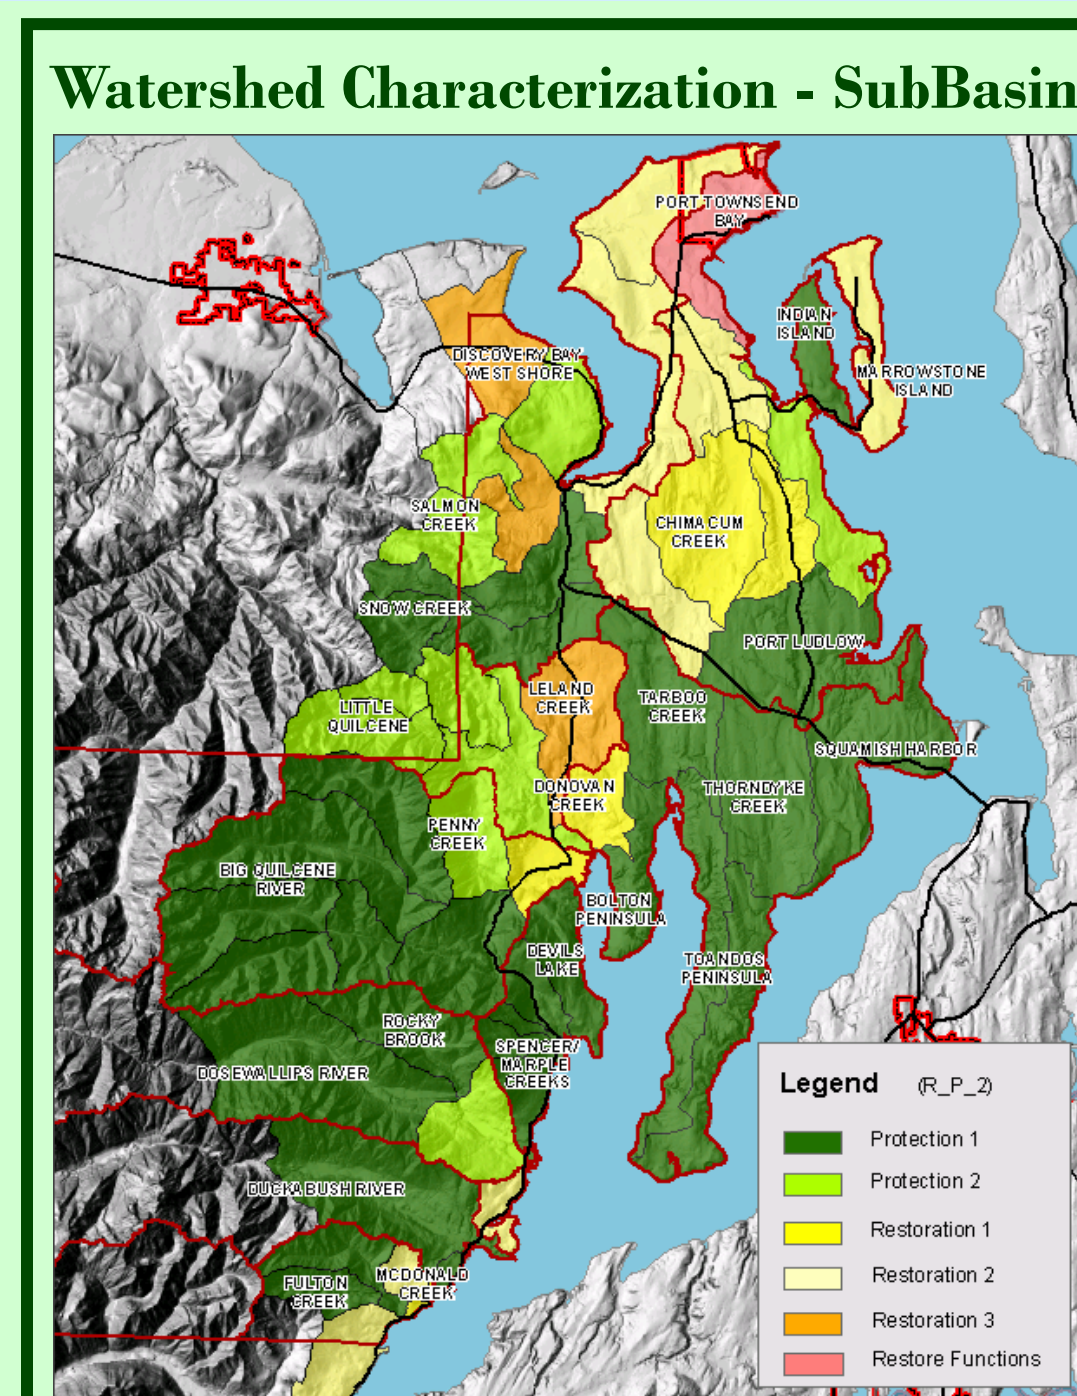 Watershed Characterization - SubBasin
PORT TOWNSEND
BAY
INDIAN
ISLAND
MARROWSTONE
ISLAND
DISCOVERY BAY
WEST SHORE
SALMON
CREEK
CHIMACUM
CREEK
SNOW CREEK
PORT LUDLOW
LITTLE
QUILCENE
LELAND
CREEK
TARBOO
CREEK
SQUAMISH HARBOR
DONOVAN
CREEK
THORNDYKE
CREEK
PENNY
CREEK
BIG QUILCENE
RIVER
BOLTON
PENINSULA
DEVILS
LAKE
TOANDOS
PENINSULA
ROCKY
BROOK
SPENCER/
MARPLE
CREEKS
DOSEWALLIPS RIVER
DUCKABUSH RIVER
FULTON
CREEK
MCDONALD
CREEK
Legend (R_P_2)
Protection 1
Protection 2
Restoration 1
Restoration 2
Restoration 3
Restore Functions